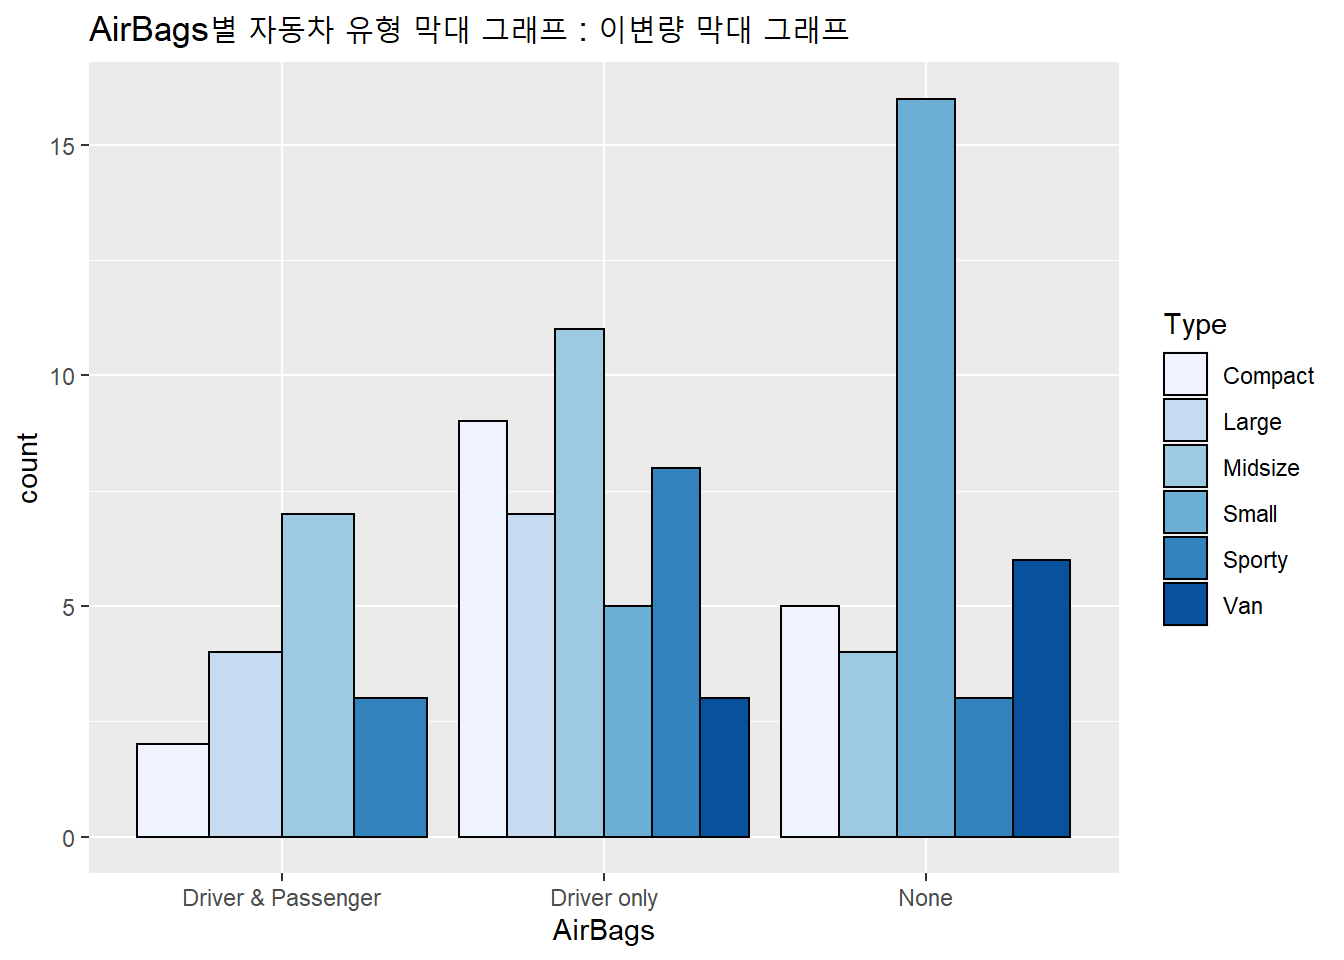 AirBags별 자동차 유형 막대 그래프 : 이변량 막대 그래프
15
10
5
0
count
Driver & Passenger
Driver only
None
AirBags
Type
Compact
Large
Midsize
Small
Sporty
Van